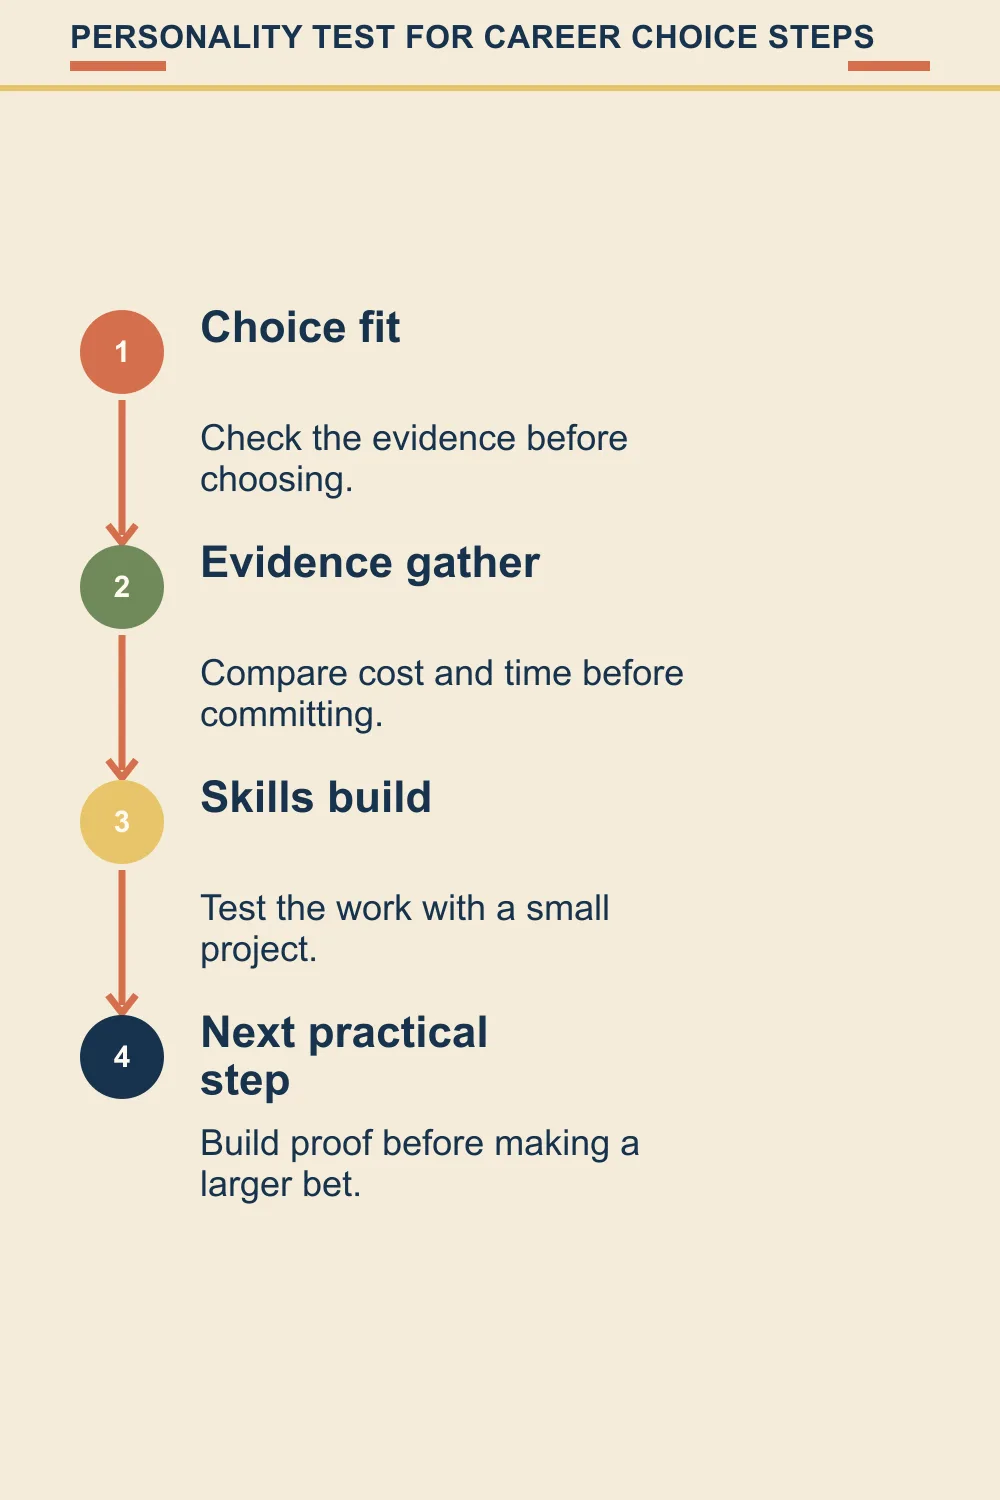 PERSONALITY TEST FOR CAREER CHOICE STEPS
1
Choice fit
Check the evidence before
choosing.
2
Evidence gather
Compare cost and time before
committing.
3
Skills build
Test the work with a small
project.
4
Next practical
step
Build proof before making a
larger bet.